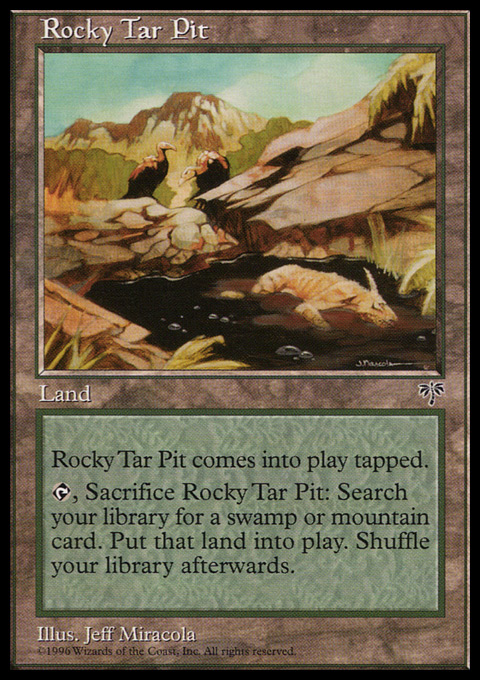 Rocky Tar Pit
J. Miracola
Land
Rocky Tar Pit comes into play tapped.
, Sacrifice Rocky Tar Pit: Search
your library for a swamp or mountain
card. Put that land into play. Shuffle
your library afterwards.
Illus. Jeff Miracola
©1996 Wizards of the Coast, Inc. All rights reserved.